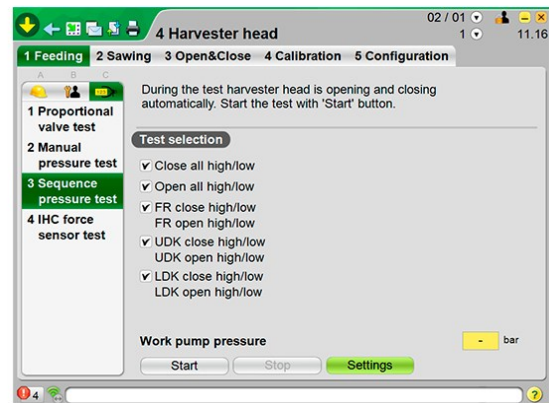 02 / 01
4 Harvester head
1
11.16
1 Feeding 2 Sawing 3 Open&Close 4 Calibration 5 Configuration
A B C
1 Proportional
valve test
2 Manual
pressure test
3 Sequence
pressure test
4 IHC force
sensor test
During the test harvester head is opening and closing
automatically. Start the test with 'Start' button.
Test selection
Close all high/low
Open all high/low
FR close high/low
FR open high/low
UDK close high/low
UDK open high/low
LDK close high/low
LDK open high/low
Work pump pressure - bar
Start Stop Settings
4 ?